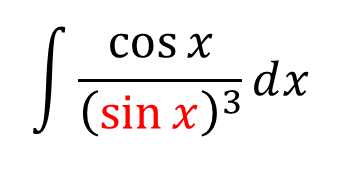 ∫ cos x / (sin x)³ dx